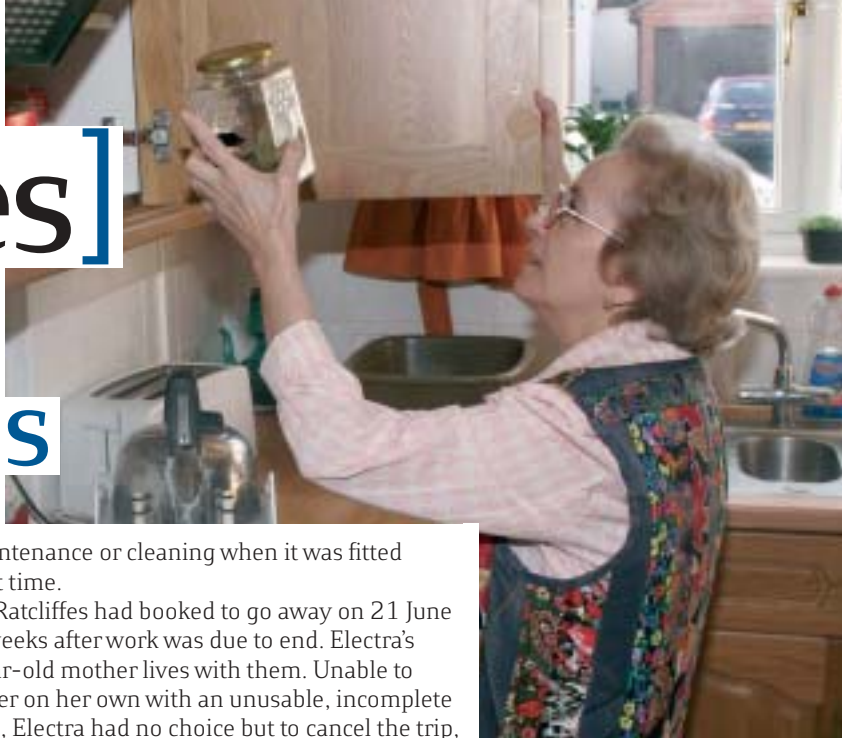 es]
s
ntenance or cleaning when it was fitted
t time.
Ratcliffes had booked to go away on 21 June
eeks after work was due to end. Electra's
r-old mother lives with them. Unable to
er on her own with an unusable, incomplete
, Electra had no choice but to cancel the trip,